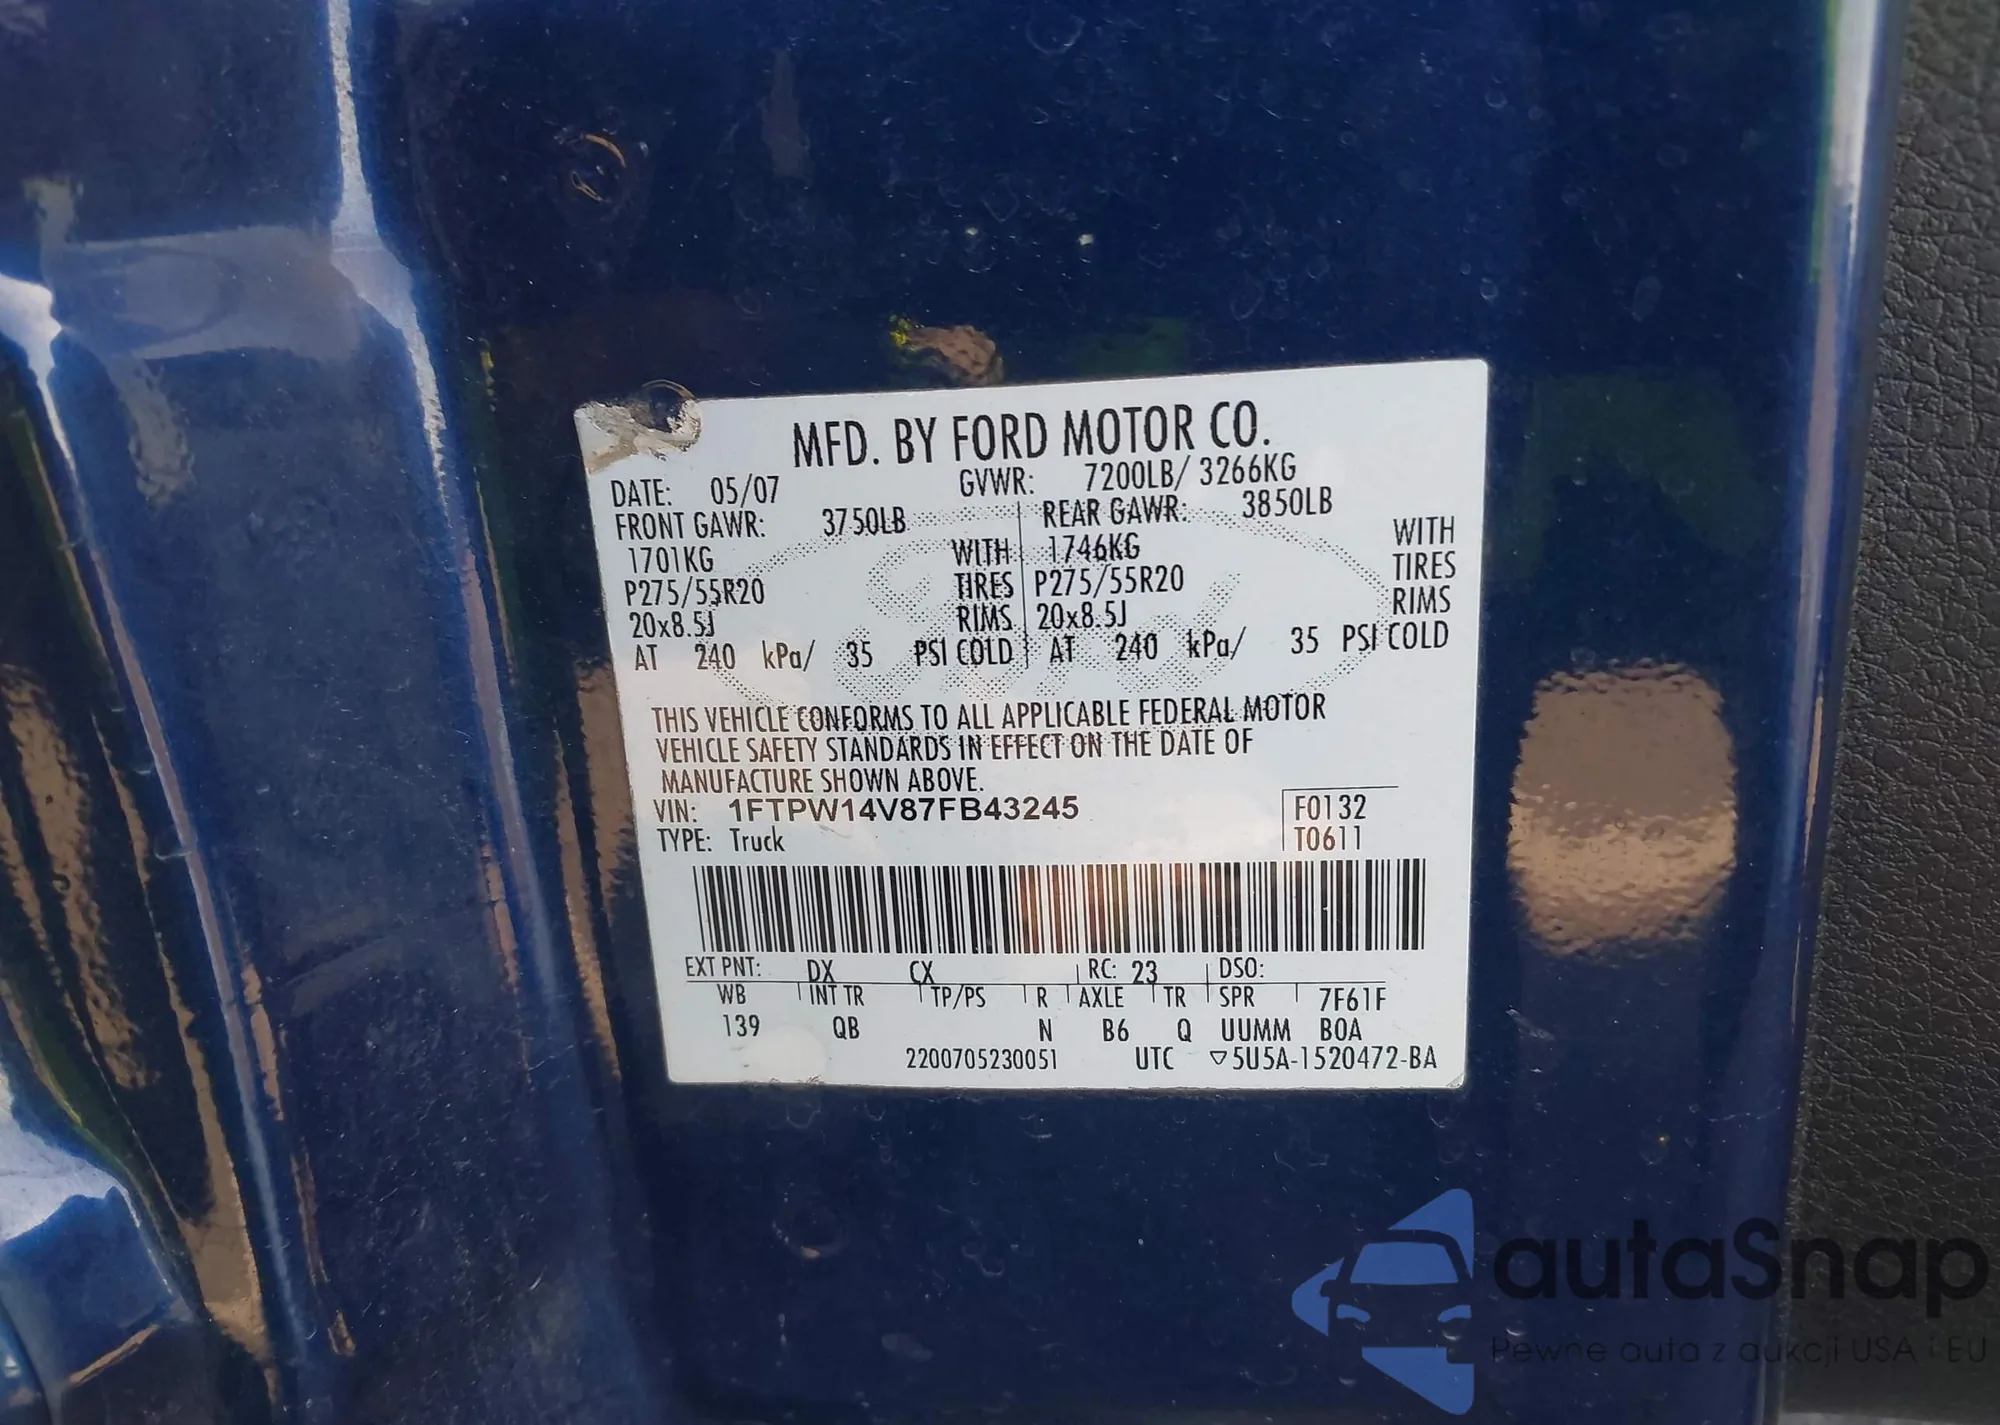 MFD. BY FORD MOTOR CO.
DATE: 05/07 GVWR: 7200LB/ 3266KG
FRONT GAWR: 3750LB REAR GAWR: 3850LB
1701KG WITH 1746KG WITH
P275/55R20 TIRES P275/55R20 TIRES
20x8.5J RIMS 20x8.5J RIMS
AT 240 kPa/ 35 PSI COLD AT 240 kPa/ 35 PSI COLD
Ford
THIS VEHICLE CONFORMS TO ALL APPLICABLE FEDERAL MOTOR
VEHICLE SAFETY STANDARDS IN EFFECT ON THE DATE OF
MANUFACTURE SHOWN ABOVE.
VIN: 1FTPW14V87FB43245 F0132
TYPE: Truck T0611
EXT PNT: DX CX RC: 23 DSO:
WB INT TR TP/PS R AXLE TR SPR 7F61F
139 QB N B6 Q UUMM BOA
2200705230051 UTC ▽5U5A-1520472-BA
autaSnap
Pewne auta z aukcji USA i EU